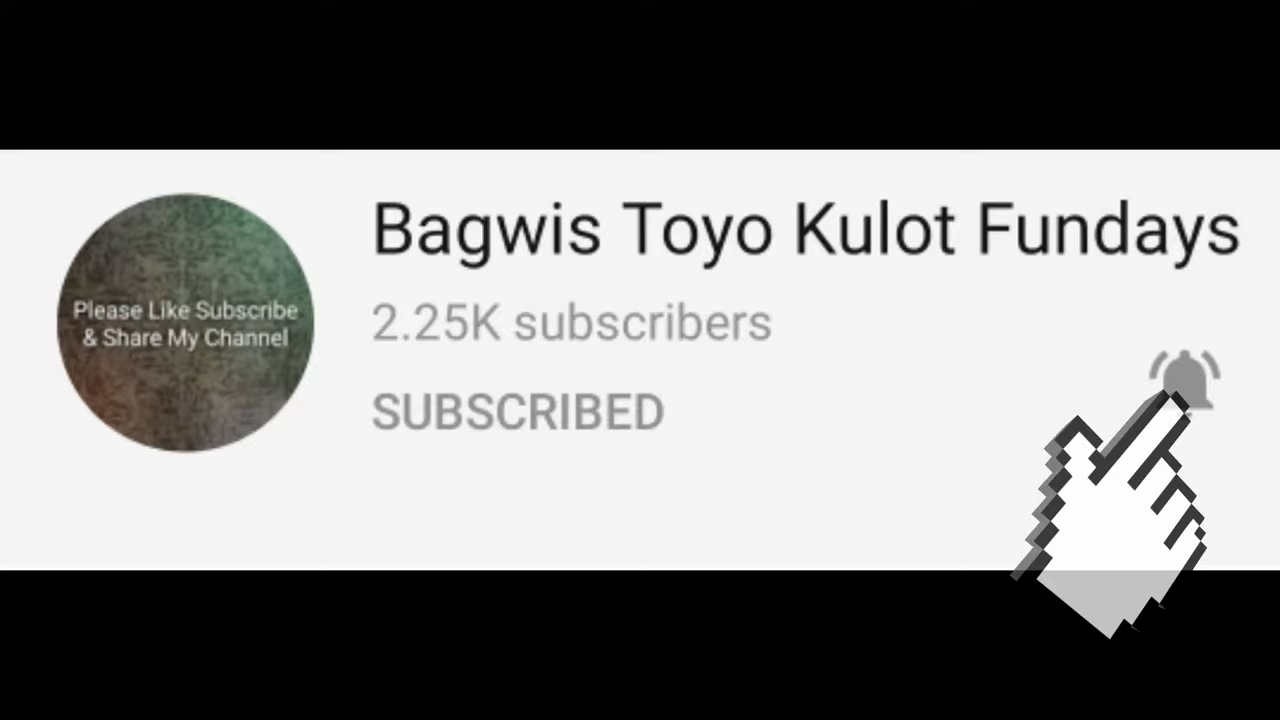 Bagwis Toyo Kulot Fundays
2.25K subscribers
SUBSCRIBED
Please Like Subscribe
& Share My Channel